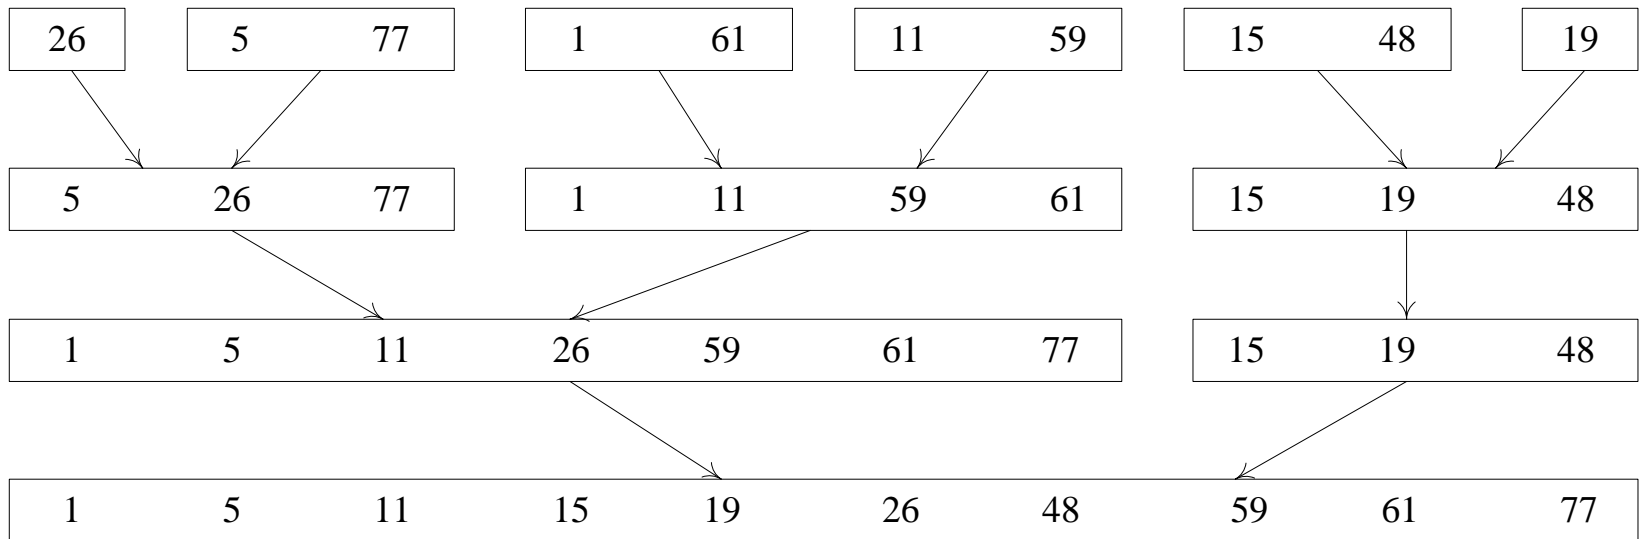 26 5 77 1 61 11 59 15 48 19
5 26 77 1 11 59 61 15 19 48
1 5 11 26 59 61 77 15 19 48
1 5 11 15 19 26 48 59 61 77